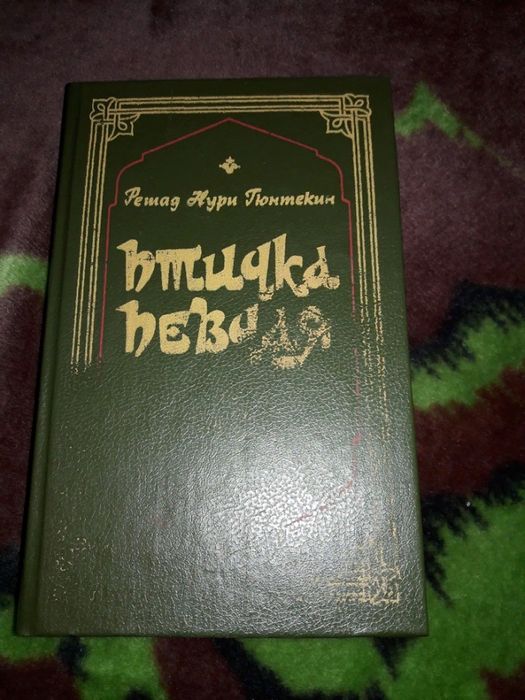 Решад Нури Гюнтекин
Птичка
Певчая